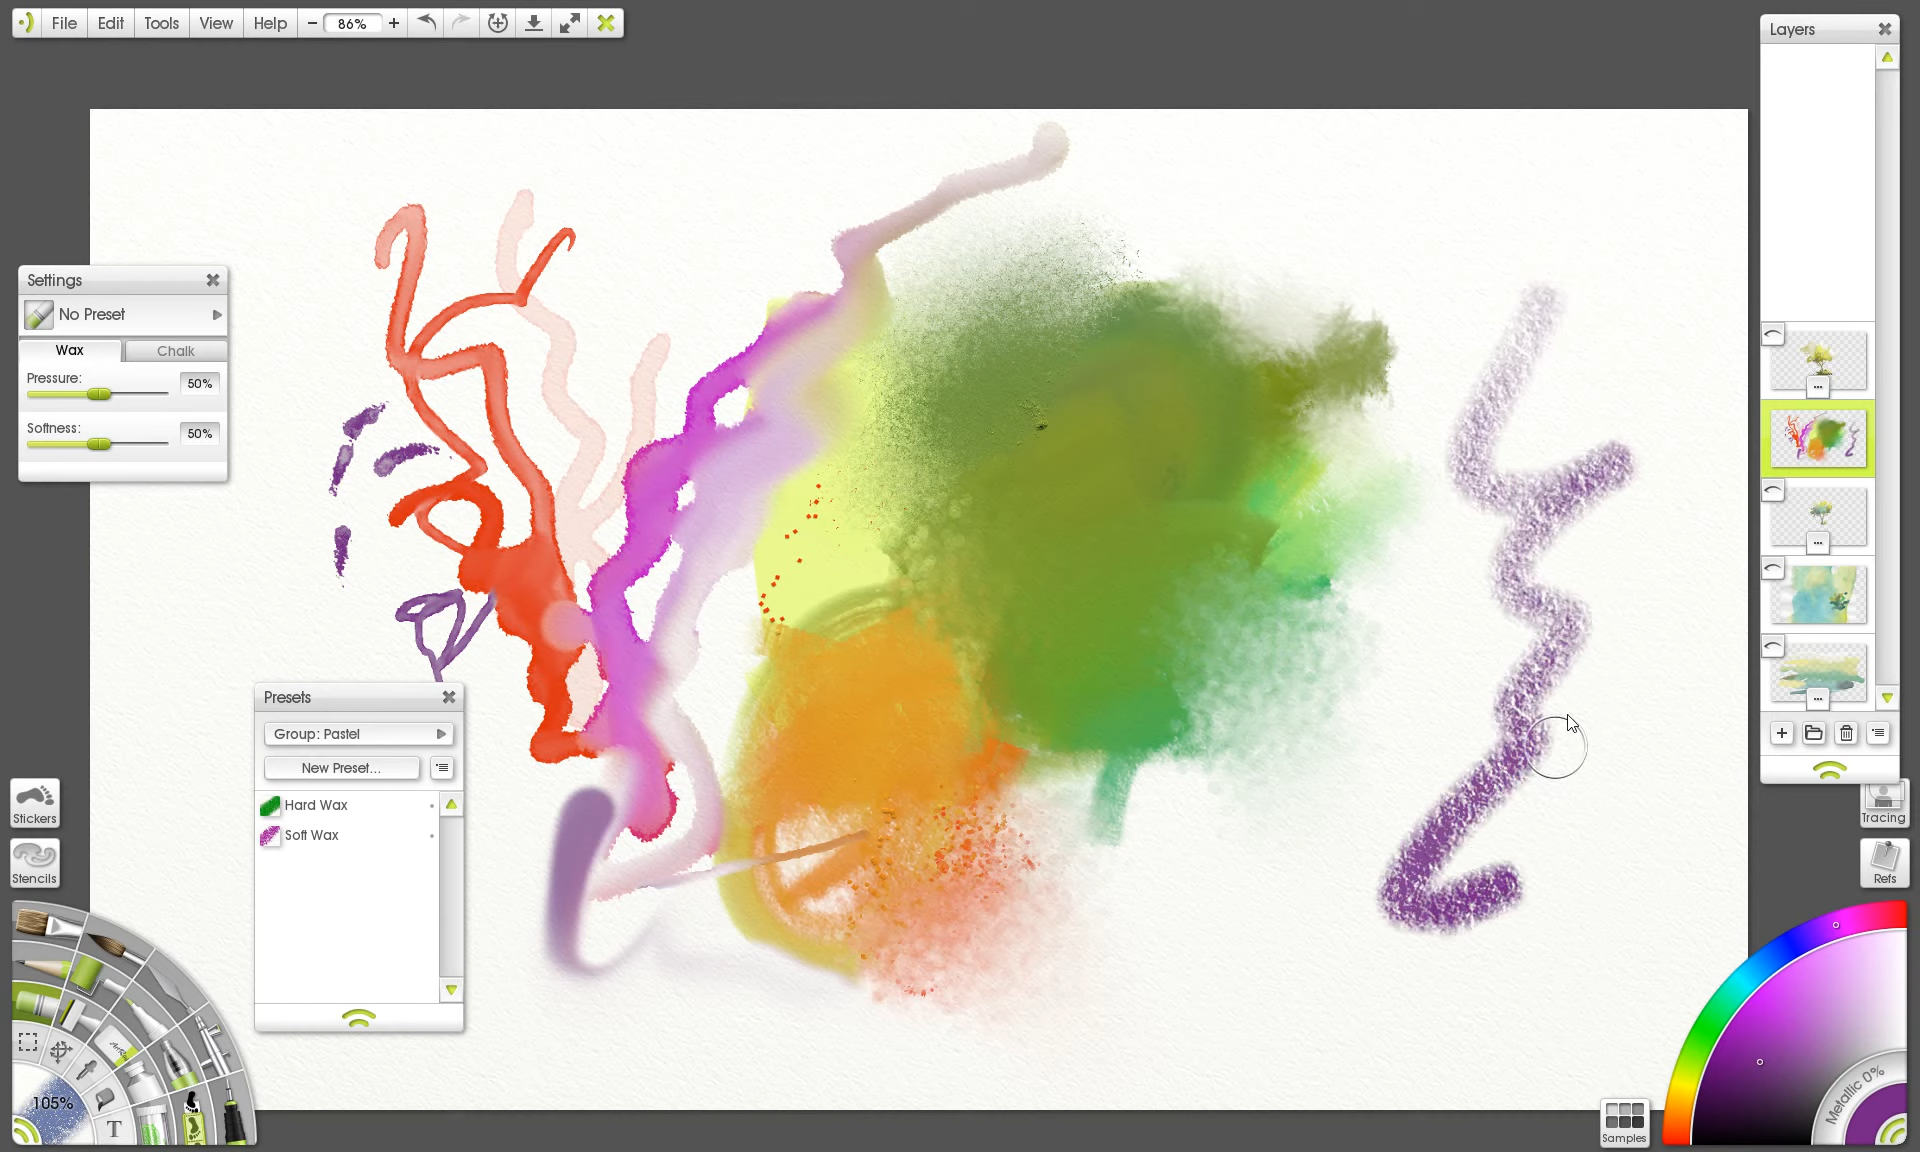 File Edit Tools View Help − 86% +
Layers
Settings
No Preset
Wax Chalk
Pressure: 50%
Softness: 50%
Presets
Group: Pastel
New Preset...
Hard Wax
Soft Wax
Stickers
Stencils
105%
T
Tracing
Refs
Metallic 0%
Samples